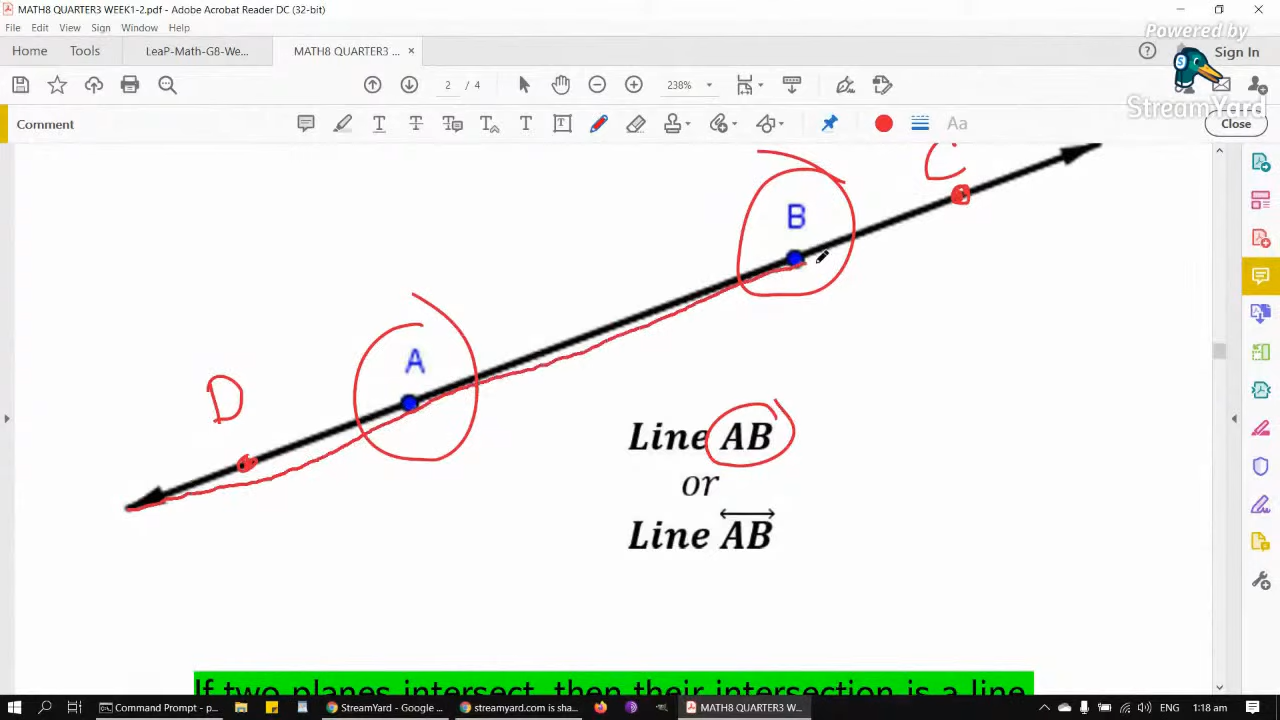 MATH8 QUARTER3 WEEK1-2.pdf - Adobe Acrobat Reader DC (32-bit)
File Edit View Sign Window Help
Powered by
Home Tools LeaP-Math-G8-We... MATH8 QUARTER3 ... × Sign In
2 / 4 238%
StreamYard
Comment Aa Close
C
B
A
D
Line AB
or
Line AB
If two planes intersect, then their intersection is a line.
Command Prompt - p... StreamYard - Google ... streamyard.com is sha... MATH8 QUARTER3 W... ENG 1:18 am